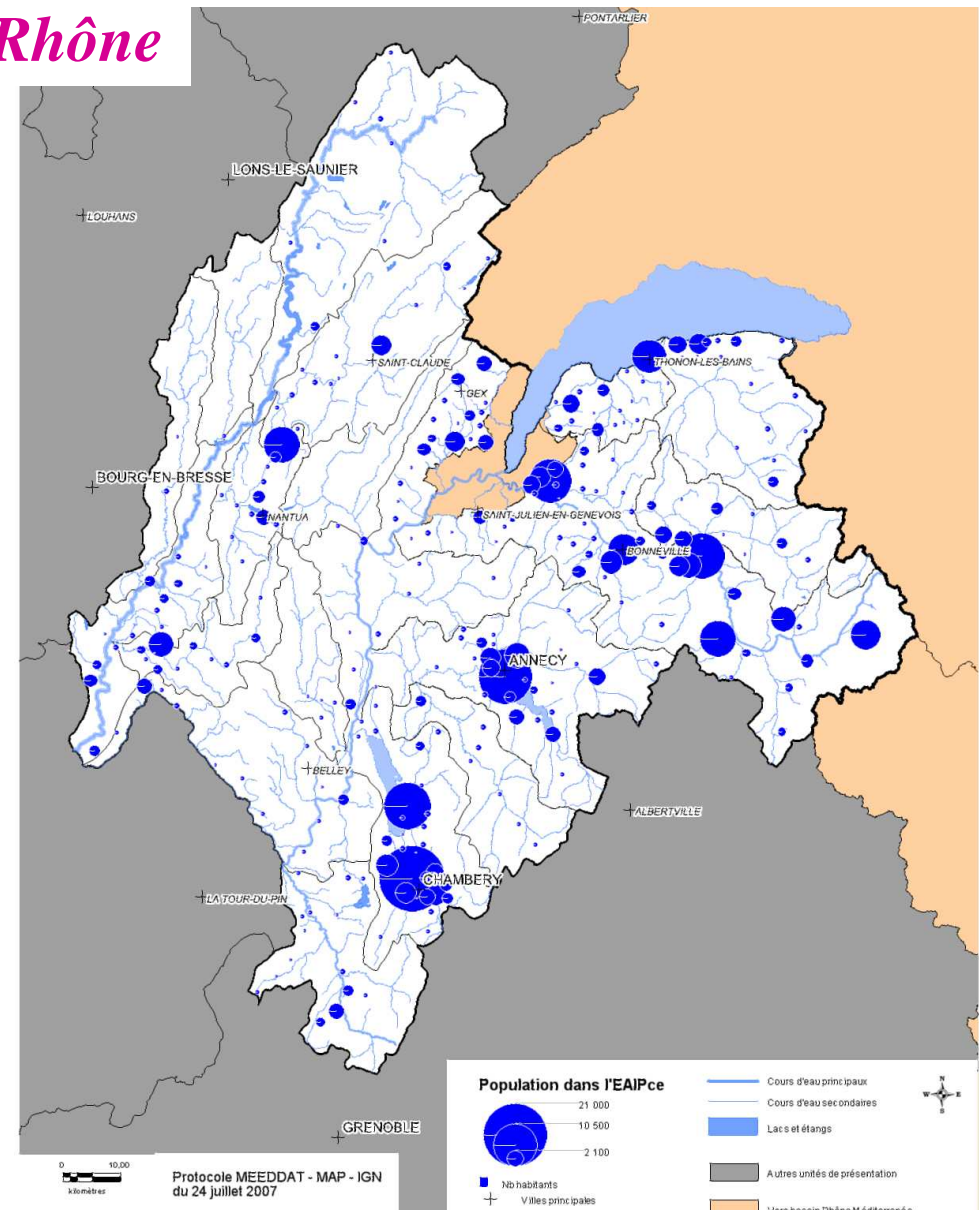 Rhône
PONTARLIER
LONS-LE-SAUNIER
LOUHANS
SAINT-CLAUDE
THONON-LES-BAINS
GEX
BOURG-EN-BRESSE
NANTUA
SAINT-JULIEN-EN-GENEVOIS
BONNEVILLE
ANNECY
BELLEY
ALBERTVILLE
CHAMBERY
LA TOUR-DU-PIN
GRENOBLE
0 10,00
kilomètres
Protocole MEEDDAT - MAP - IGN
du 24 juillet 2007
Population dans l'EAIPce
21 000
10 500
2 100
Nb habitants
Villes principales
Cours d'eau principaux
Cours d'eau secondaires
Lacs et étangs
Autres unités de présentation
N
W E
S